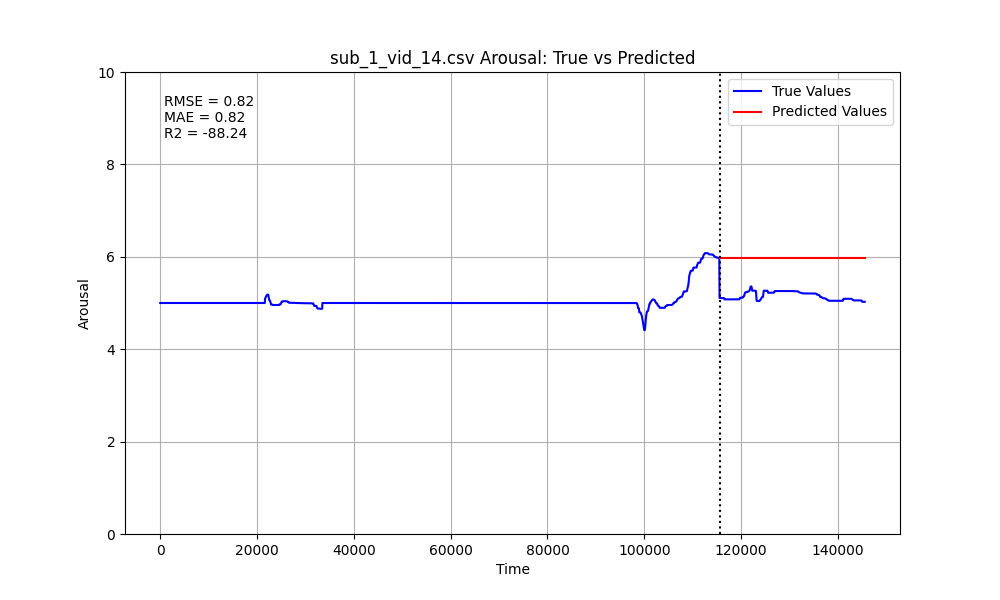 sub_1_vid_14.csv Arousal: True vs Predicted
RMSE = 0.82
MAE = 0.82
R2 = -88.24
True Values
Predicted Values
10
8
6
4
2
0
Arousal
0 20000 40000 60000 80000 100000 120000 140000
Time